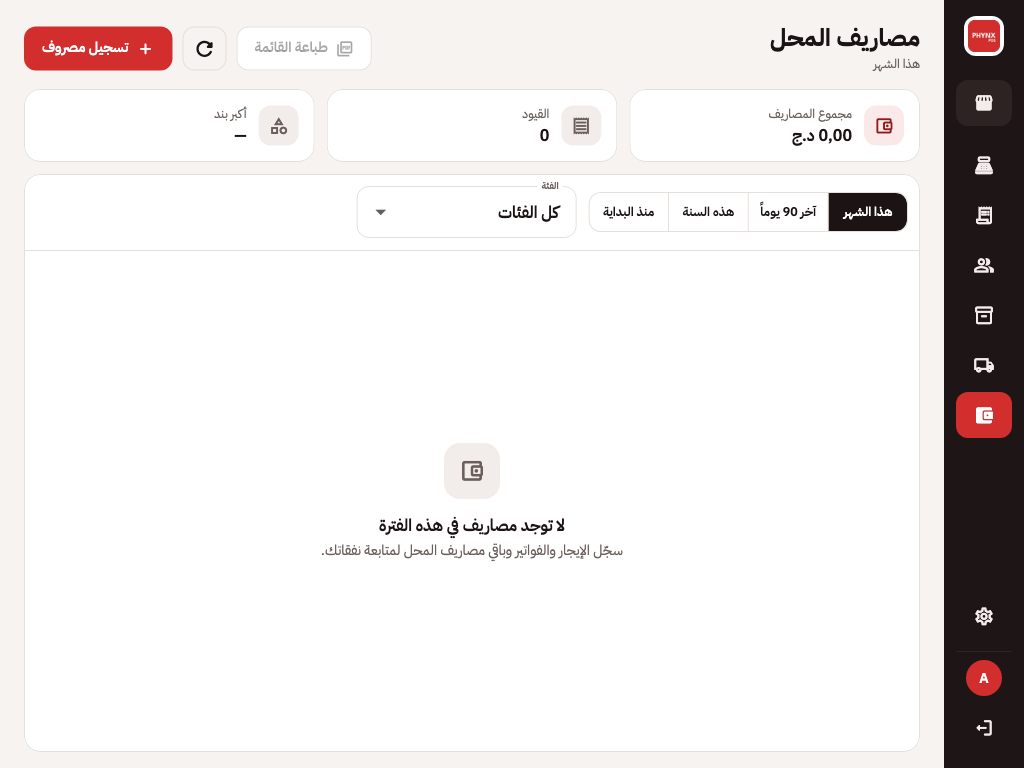 PHYNX
مصاريف المحل
هذا الشهر
طباعة القائمة
تسجيل مصروف
مجموع المصاريف
0,00 د.ج
القيود
0
أكبر بند
—
هذا الشهر
آخر 90 يوماً
هذه السنة
منذ البداية
الفئة
كل الفئات
لا توجد مصاريف في هذه الفترة
سجّل الإيجار والفواتير وباقي مصاريف المحل لمتابعة نفقاتك.
A